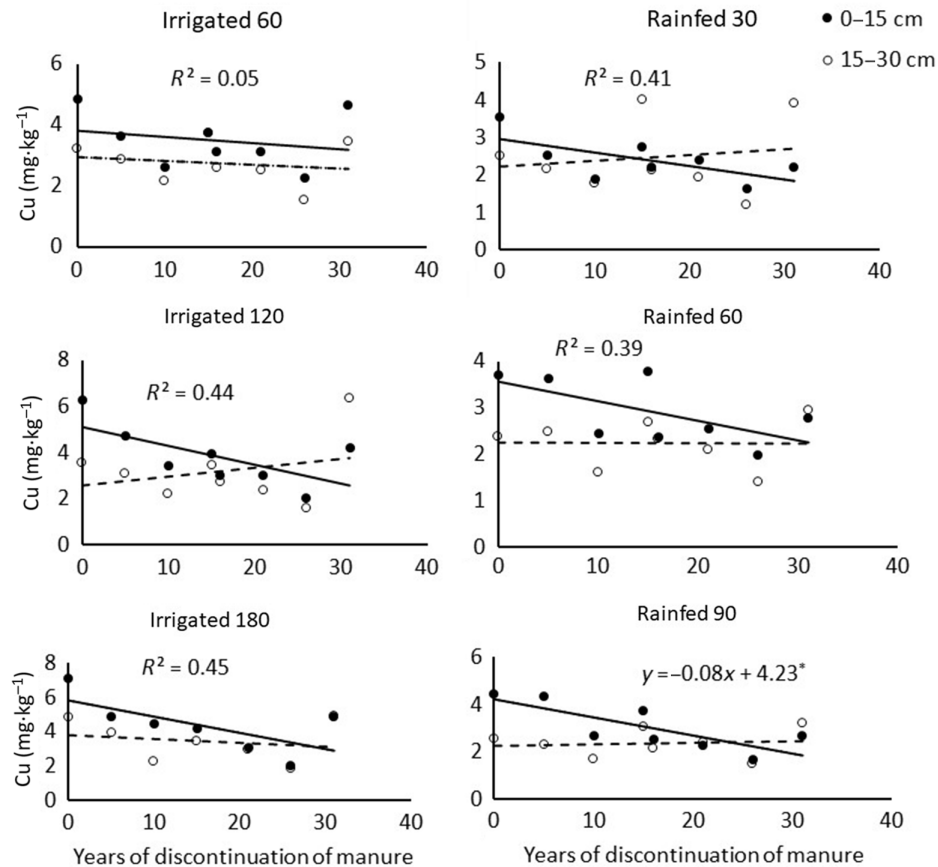 Irrigated 60
Rainfed 30
0–15 cm
15–30 cm
R² = 0.05
R² = 0.41
Cu (mg·kg⁻¹)
6
4
2
0
0 10 20 30 40
5
4
3
2
1
0
0 10 20 30 40
Irrigated 120
Rainfed 60
R² = 0.44
R² = 0.39
Cu (mg·kg⁻¹)
8
6
4
2
0
0 10 20 30 40
4
3
2
1
0
0 10 20 30 40
Irrigated 180
Rainfed 90
R² = 0.45
y = –0.08x + 4.23*
Cu (mg·kg⁻¹)
8
6
4
2
0
0 10 20 30 40
6
4
2
0
0 10 20 30 40
Years of discontinuation of manure
Years of discontinuation of manure